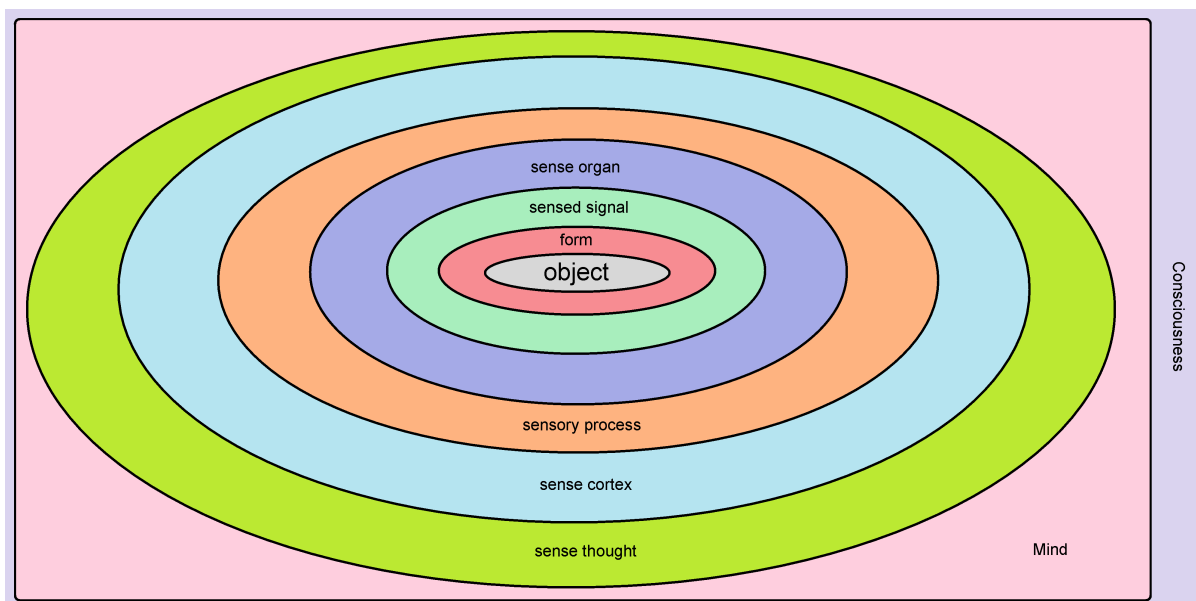 sense organ
sensed signal
form
object
sensory process
sense cortex
sense thought
Mind
Consciousness